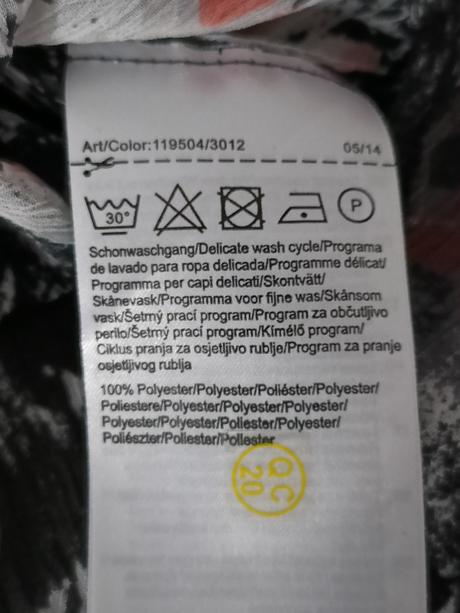 Art/Color:119504/3012 05/14
30°
P
Schonwaschgang/Delicate wash cycle/Programa
de lavado para ropa delicada/Programme délicat/
Programma per capi delicati/Skontvätt/
Skånevask/Programma voor fijne was/Skånsom
vask/Šetrný prací program/Program za občutljivo
perilo/Šetrný prací program/Kímélő program/
Ciklus pranja za osjetljivo rublje/Program za pranje
osjetljivog rublja
100% Polyester/Polyester/Poliéster/Polyester/
Poliestere/Polyester/Polyester/Polyester/
Polyester/Polyester/Poliester/Polyester/
Poliészter/Poliester/Poliester
QC
20